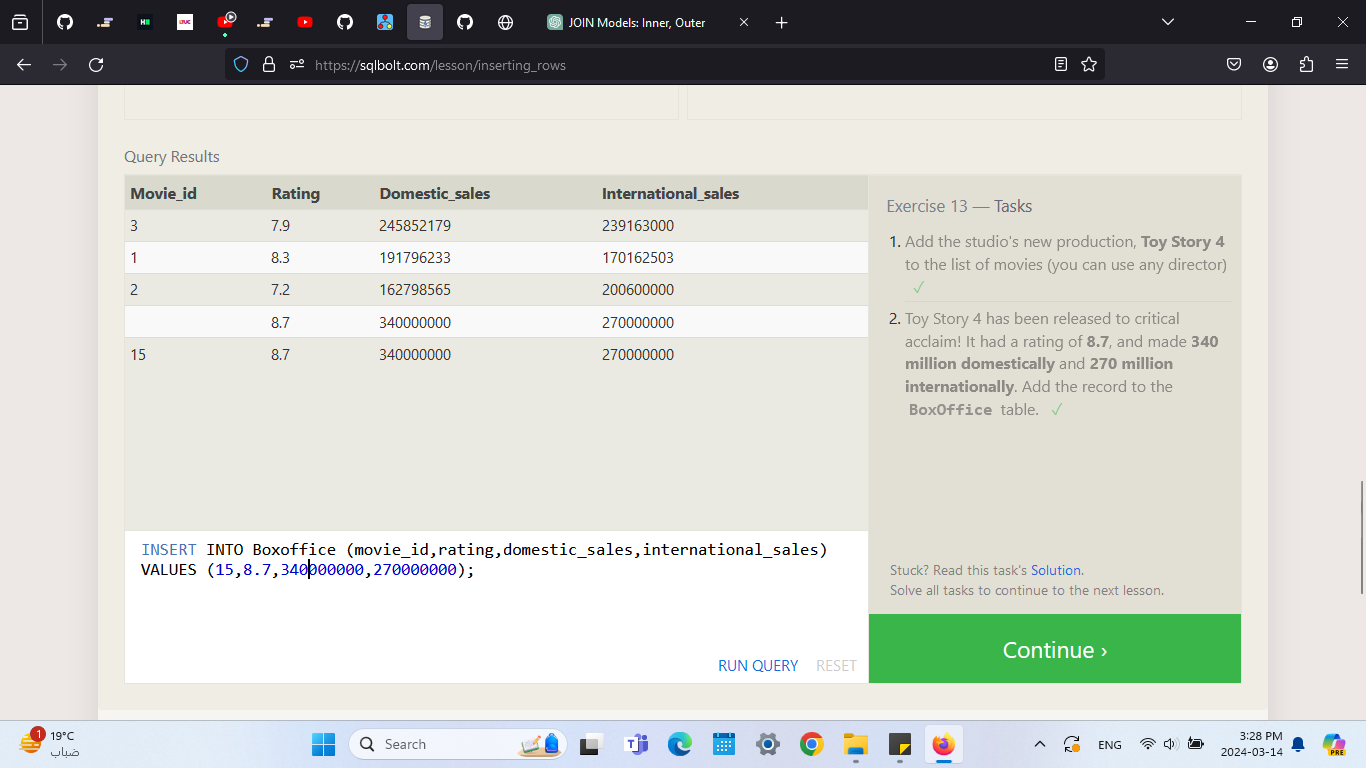 JOIN Models: Inner, Outer
https://sqlbolt.com/lesson/inserting_rows
Query Results
Movie_id Rating Domestic_sales International_sales
3 7.9 245852179 239163000
1 8.3 191796233 170162503
2 7.2 162798565 200600000
8.7 340000000 270000000
15 8.7 340000000 270000000
Exercise 13 — Tasks
1. Add the studio's new production, Toy Story 4
to the list of movies (you can use any director)
✓
2. Toy Story 4 has been released to critical
acclaim! It had a rating of 8.7, and made 340
million domestically and 270 million
internationally. Add the record to the
BoxOffice table. ✓
INSERT INTO Boxoffice (movie_id,rating,domestic_sales,international_sales)
VALUES (15,8.7,340000000,270000000);
RUN QUERY RESET
Stuck? Read this task's Solution.
Solve all tasks to continue to the next lesson.
Continue ›
1
19°C
ضباب
Search
ENG
3:28 PM
2024-03-14
PRE